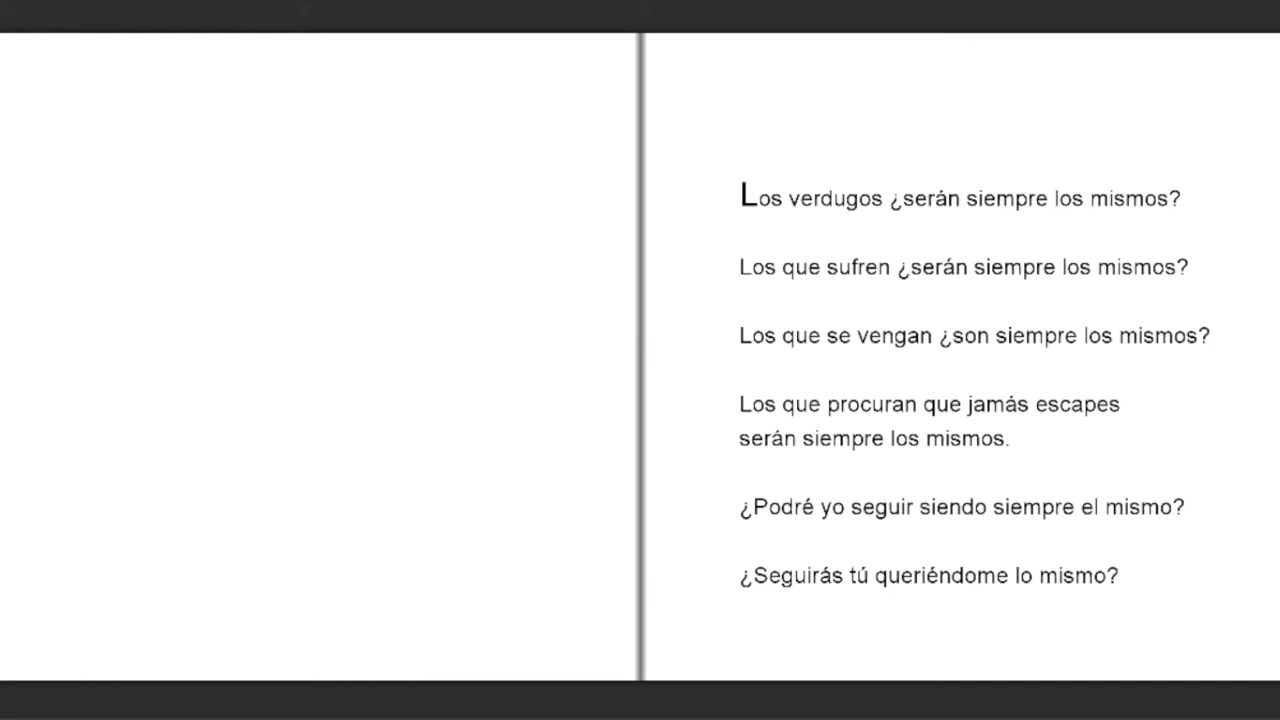 Los verdugos ¿serán siempre los mismos?
Los que sufren ¿serán siempre los mismos?
Los que se vengan ¿son siempre los mismos?
Los que procuran que jamás escapes
serán siempre los mismos.
¿Podré yo seguir siendo siempre el mismo?
¿Seguirás tú queriéndome lo mismo?